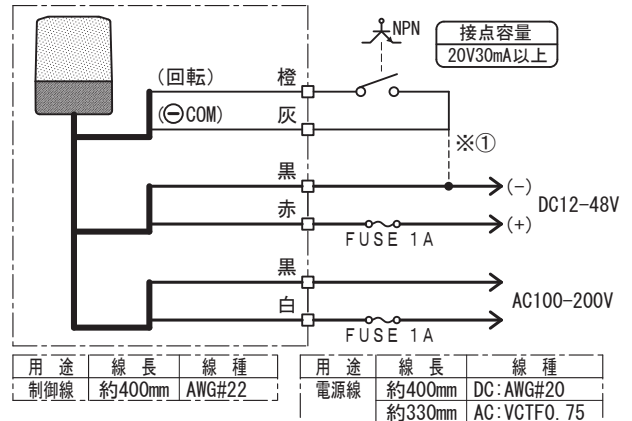 NPN
接点容量
20V30mA以上
(回転) 橙
(⊖COM) 灰
※①
黒 (-)
DC12-48V
赤 (+)
FUSE 1A
黒
AC100-200V
白
FUSE 1A
用 途 線 長 線 種
制御線 約400mm AWG#22
用 途 線 長 線 種
電源線 約400mm DC:AWG#20
約330mm AC:VCTF0.75